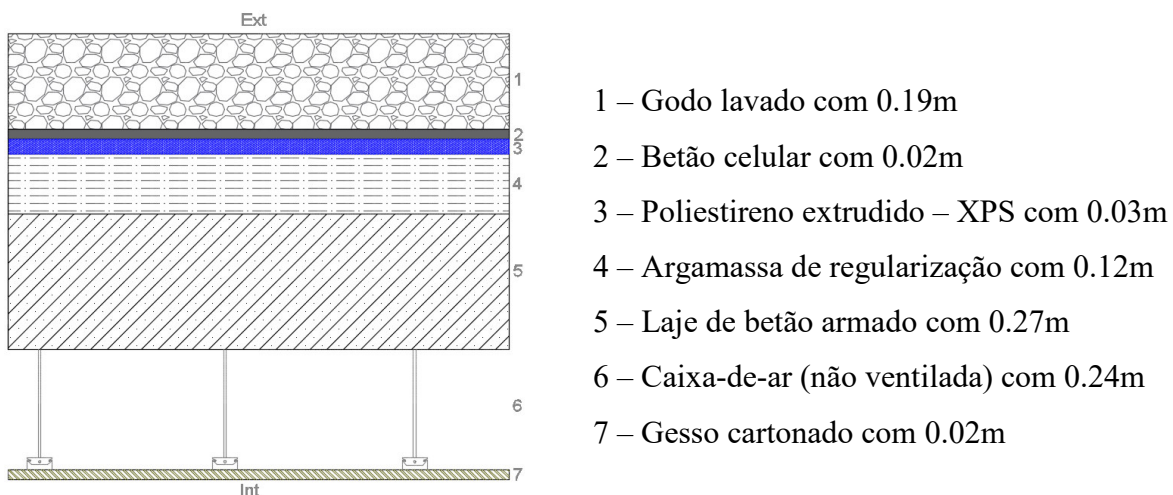 Ext
1
2
3
4
5
6
7
Int
1 – Godo lavado com 0.19m
2 – Betão celular com 0.02m
3 – Poliestireno extrudido – XPS com 0.03m
4 – Argamassa de regularização com 0.12m
5 – Laje de betão armado com 0.27m
6 – Caixa-de-ar (não ventilada) com 0.24m
7 – Gesso cartonado com 0.02m